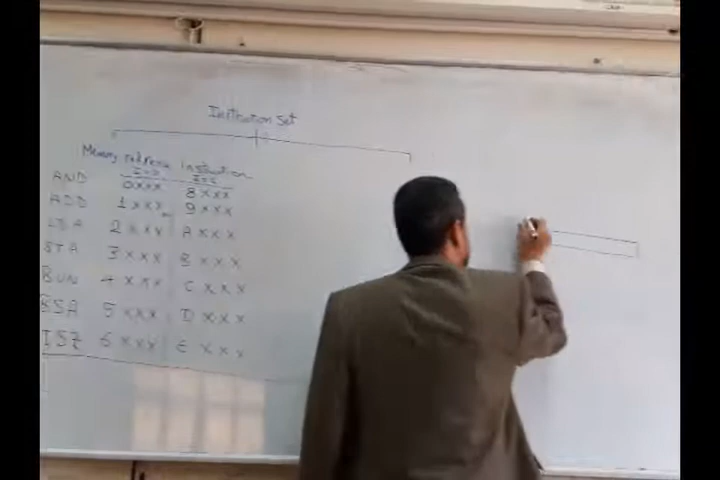 Instruction Set
Memory reference Instruction
I=0 I=1
AND 0xxx 8xxx
ADD 1xxx 9xxx
LDA 2xxx Axxx
STA 3xxx Bxxx
BUN 4xxx Cxxx
BSA 5xxx Dxxx
ISZ 6xxx Exxx